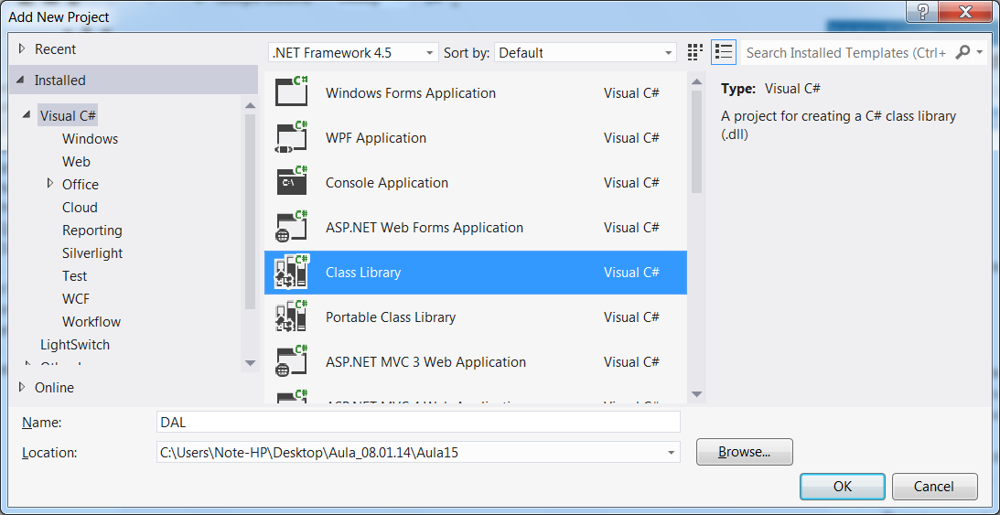 Add New Project
Recent
Installed
Visual C#
Windows
Web
Office
Cloud
Reporting
Silverlight
Test
WCF
Workflow
LightSwitch
Online
.NET Framework 4.5
Sort by: Default
Search Installed Templates (Ctrl+
Windows Forms Application Visual C#
WPF Application Visual C#
Console Application Visual C#
ASP.NET Web Forms Application Visual C#
Class Library Visual C#
Portable Class Library Visual C#
ASP.NET MVC 3 Web Application Visual C#
Type: Visual C#
A project for creating a C# class library
(.dll)
Name: DAL
Location: C:\Users\Note-HP\Desktop\Aula_08.01.14\Aula15
Browse...
OK Cancel